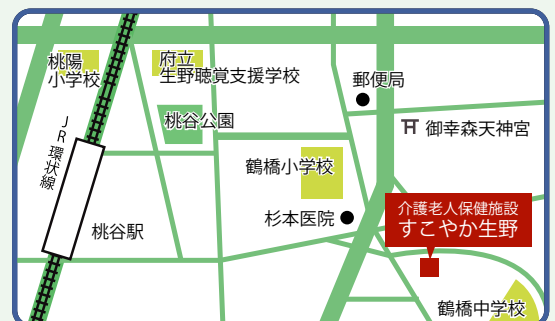 桃陽
小学校
府立
生野聴覚支援学校
郵便局
桃谷公園
御幸森天神宮
JR環状線
鶴橋小学校
介護老人保健施設
すこやか生野
杉本医院
桃谷駅
鶴橋中学校